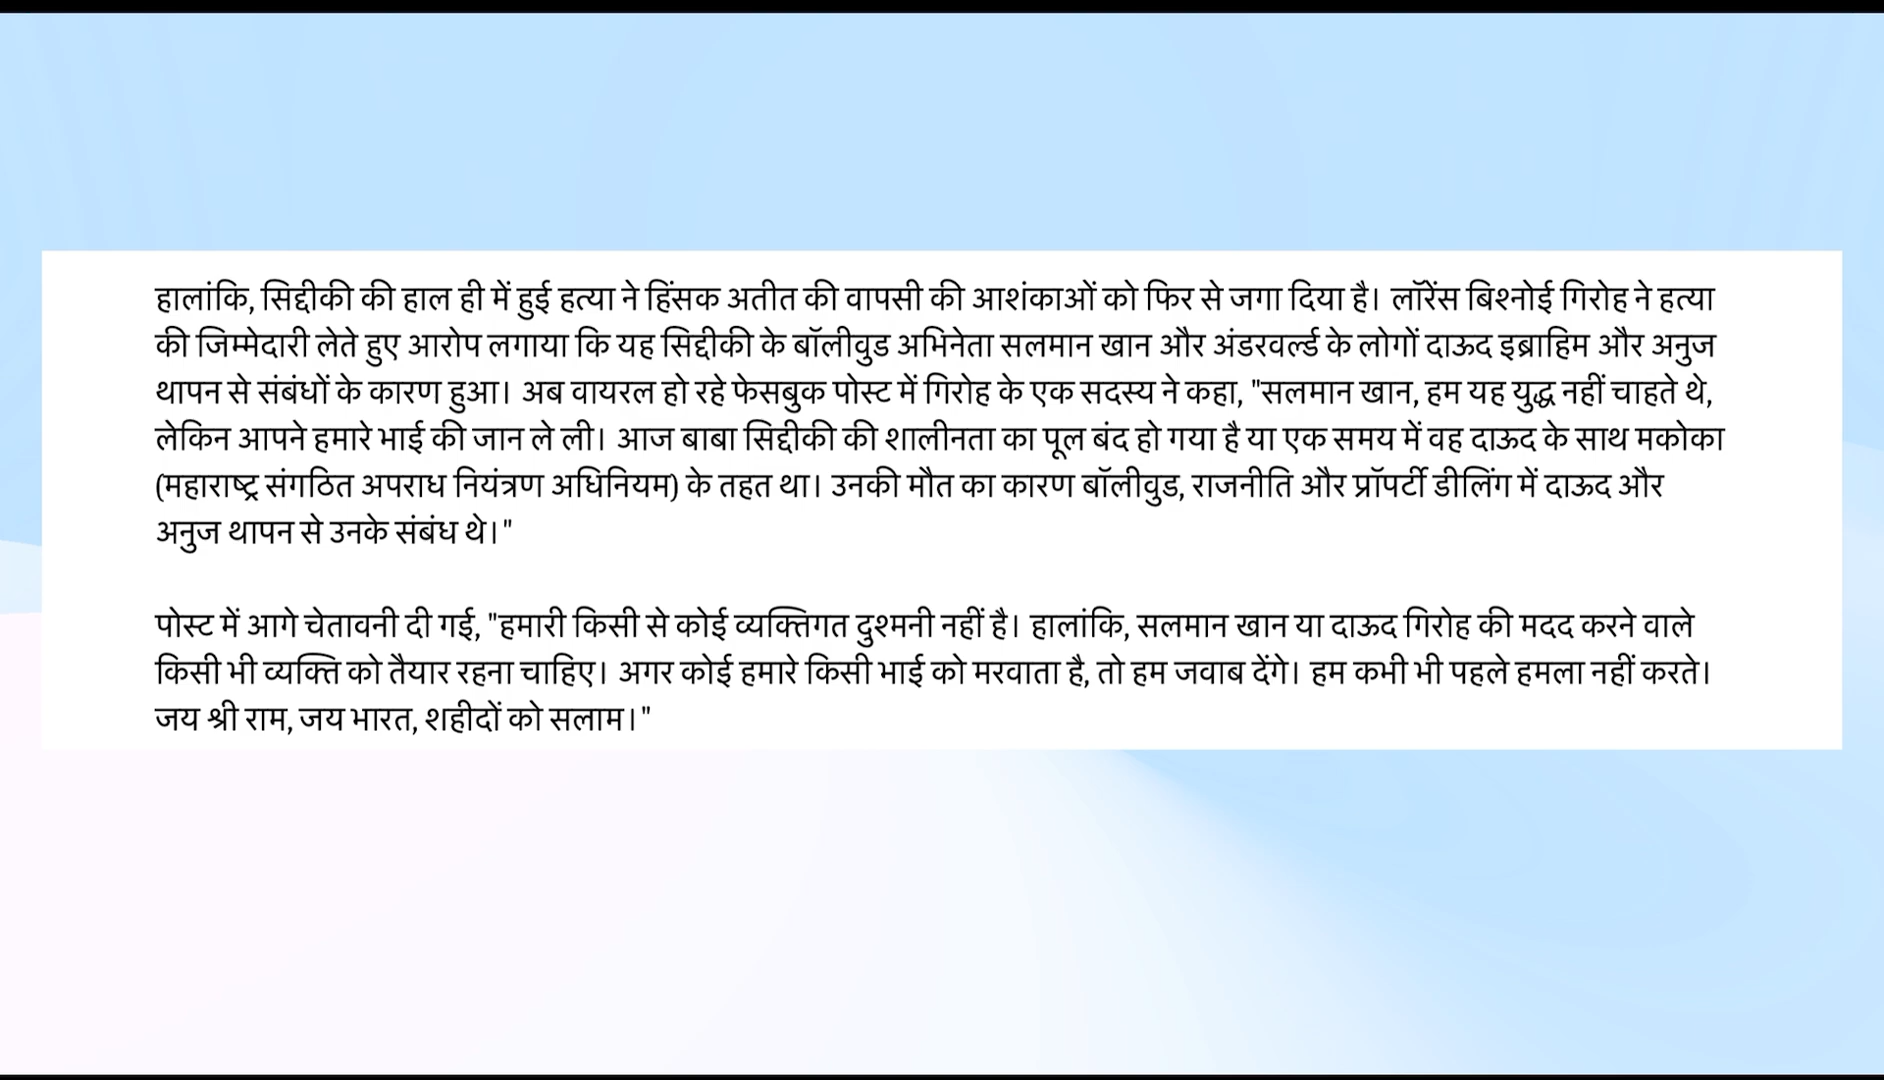 हालांकि, सिद्दीकी की हाल ही में हुई हत्या ने हिंसक अतीत की वापसी की आशंकाओं को फिर से जगा दिया है। लॉरेंस बिश्नोई गिरोह ने हत्या
की जिम्मेदारी लेते हुए आरोप लगाया कि यह सिद्दीकी के बॉलीवुड अभिनेता सलमान खान और अंडरवर्ल्ड के लोगों दाऊद इब्राहिम और अनुज
थापन से संबंधों के कारण हुआ। अब वायरल हो रहे फेसबुक पोस्ट में गिरोह के एक सदस्य ने कहा, "सलमान खान, हम यह युद्ध नहीं चाहते थे,
लेकिन आपने हमारे भाई की जान ले ली। आज बाबा सिद्दीकी की शालीनता का पूल बंद हो गया है या एक समय में वह दाऊद के साथ मकोका
(महाराष्ट्र संगठित अपराध नियंत्रण अधिनियम) के तहत था। उनकी मौत का कारण बॉलीवुड, राजनीति और प्रॉपर्टी डीलिंग में दाऊद और
अनुज थापन से उनके संबंध थे।"
पोस्ट में आगे चेतावनी दी गई, "हमारी किसी से कोई व्यक्तिगत दुश्मनी नहीं है। हालांकि, सलमान खान या दाऊद गिरोह की मदद करने वाले
किसी भी व्यक्ति को तैयार रहना चाहिए। अगर कोई हमारे किसी भाई को मरवाता है, तो हम जवाब देंगे। हम कभी भी पहले हमला नहीं करते।
जय श्री राम, जय भारत, शहीदों को सलाम।"